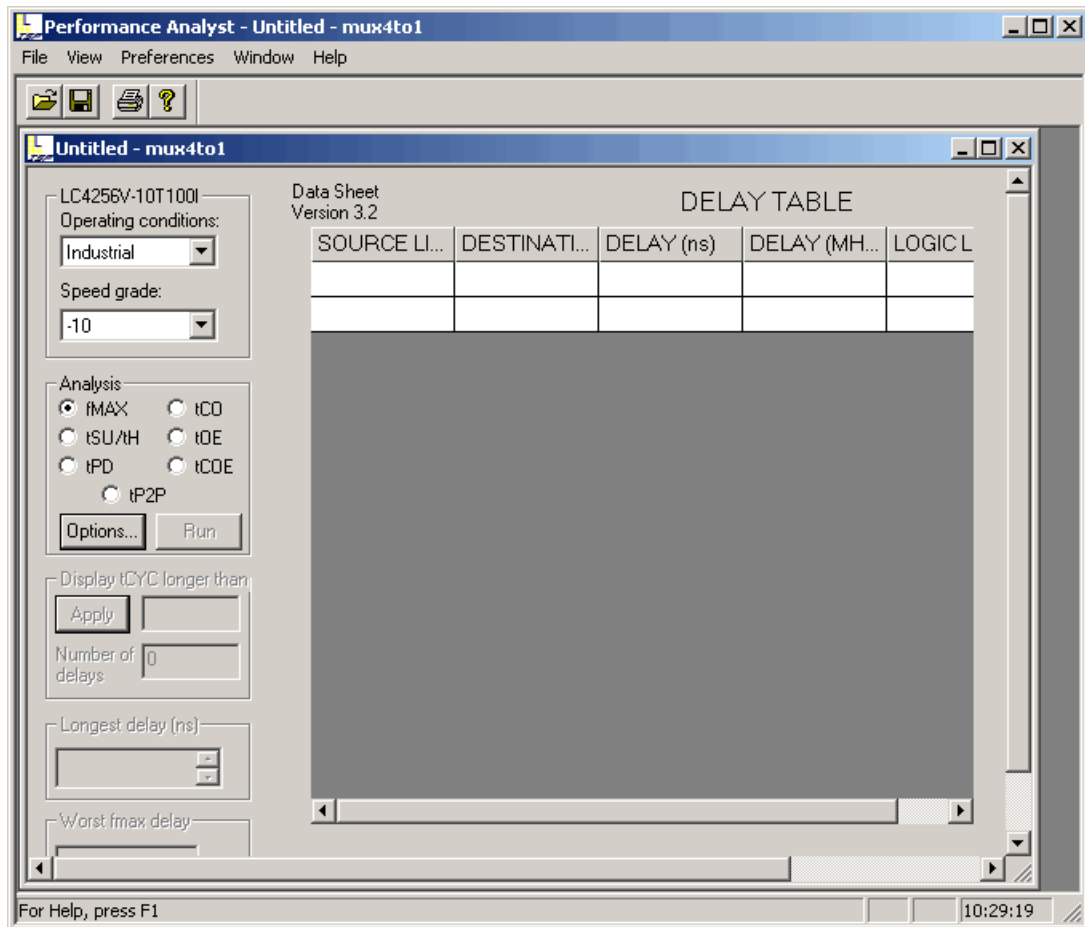 Performance Analyst - Untitled - mux4to1
File View Preferences Window Help
Untitled - mux4to1
LC4256V-10T100I
Operating conditions:
Industrial
Speed grade:
-10
Analysis
fMAX tCO
tSU/tH tOE
tPD tCOE
tP2P
Options... Run
Display tCYC longer than
Apply
Number of delays 0
Longest delay (ns)
Worst fmax delay
Data Sheet
Version 3.2
DELAY TABLE
SOURCE LI... DESTINATI... DELAY (ns) DELAY (MH... LOGIC L
For Help, press F1
10:29:19